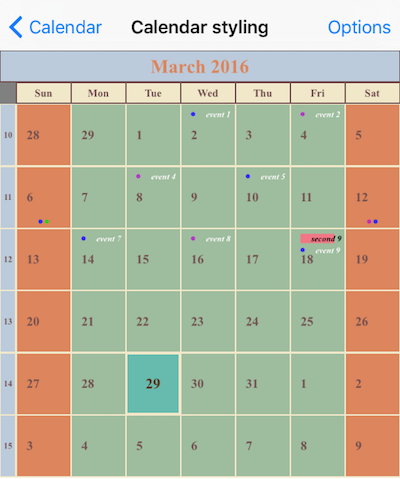 Calendar Calendar styling Options
March 2016
Sun Mon Tue Wed Thu Fri Sat
event 1 event 2
10 28 29 1 2 3 4 5
event 4 event 5
11 6 7 8 9 10 11 12
event 7 event 8 second 9
event 9
12 13 14 15 16 17 18 19
13 20 21 22 23 24 25 26
14 27 28 29 30 31 1 2
15 3 4 5 6 7 8 9